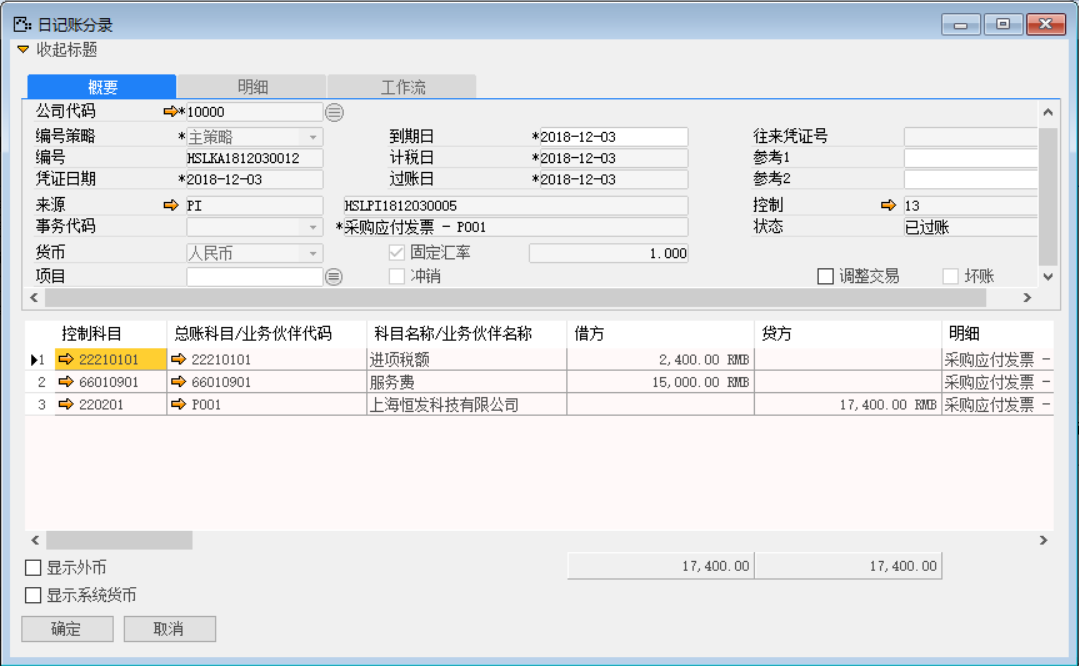 日记账分录
收起标题
概要 明细 工作流
公司代码 *10000
编号策略 *主策略 到期日 *2018-12-03 往来凭证号
编号 HSLKA1812030012 计税日 *2018-12-03 参考1
凭证日期 *2018-12-03 过账日 *2018-12-03 参考2
来源 PI HSLPI1812030005 控制 13
事务代码 *采购应付发票 - P001 状态 已过账
货币 人民币 固定汇率 1.000
项目 冲销 调整交易 坏账
控制科目 总账科目/业务伙伴代码 科目名称/业务伙伴名称 借方 贷方 明细
1 22210101 22210101 进项税额 2,400.00 RMB 采购应付发票 -
2 66010901 66010901 服务费 15,000.00 RMB 采购应付发票 -
3 220201 P001 上海恒发科技有限公司 17,400.00 RMB 采购应付发票 -
显示外币 17,400.00 17,400.00
显示系统货币
确定 取消